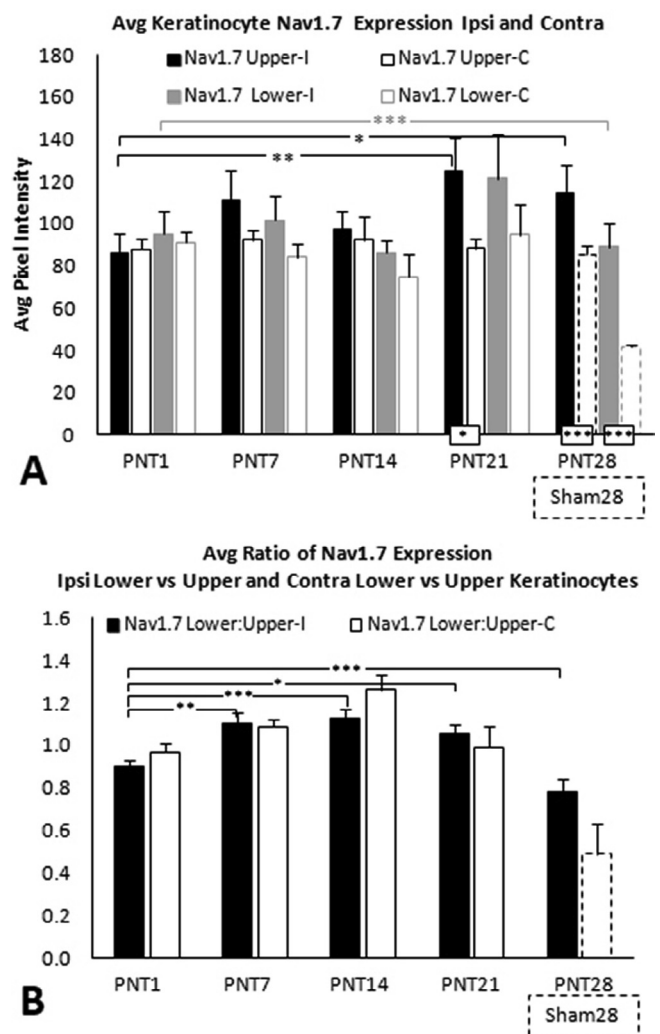 Avg Keratinocyte Nav1.7 Expression Ipsi and Contra
Nav1.7 Upper-I Nav1.7 Upper-C
Nav1.7 Lower-I Nav1.7 Lower-C
Avg Pixel Intensity
180
160
140
120
100
80
60
40
20
0
***
*
**
* *** ***
PNT1 PNT7 PNT14 PNT21 PNT28
Sham28
A
Avg Ratio of Nav1.7 Expression
Ipsi Lower vs Upper and Contra Lower vs Upper Keratinocytes
Nav1.7 Lower:Upper-I Nav1.7 Lower:Upper-C
1.6
1.4
1.2
1.0
0.8
0.6
0.4
0.2
0.0
***
*
***
**
PNT1 PNT7 PNT14 PNT21 PNT28
Sham28
B